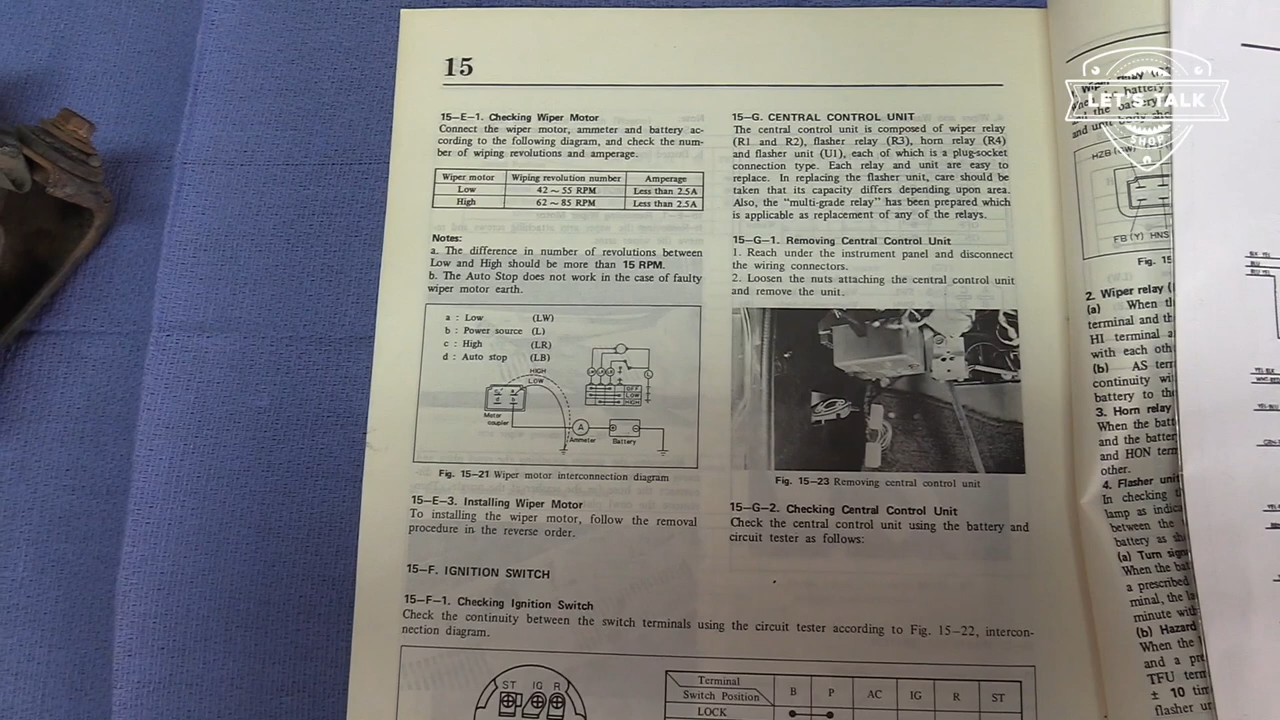 15
15-E-1. Checking Wiper Motor
Connect the wiper motor, ammeter and battery ac-
cording to the following diagram, and check the num-
ber of wiping revolutions and amperage.
Wiper motor Wiping revolution number Amperage
Low 42 ~ 55 RPM Less than 2.5A
High 62 ~ 85 RPM Less than 2.5A
Notes:
a. The difference in number of revolutions between
Low and High should be more than 15 RPM.
b. The Auto Stop does not work in the case of faulty
wiper motor earth.
a : Low (LW)
b : Power source (L)
c : High (LR)
d : Auto stop (LB)
HIGH
LOW
OFF
LOW
HIGH
Motor
coupler
A
Ammeter
Battery
Fig. 15-21 Wiper motor interconnection diagram
15-E-3. Installing Wiper Motor
To installing the wiper motor, follow the removal
procedure in the reverse order.
15-F. IGNITION SWITCH
15-F-1. Checking Ignition Switch
Check the continuity between the switch terminals using the circuit tester according to Fig. 15-22, intercon-
nection diagram.
ST IG R
Terminal
Switch Position B P AC IG R ST
LOCK
15-G. CENTRAL CONTROL UNIT
The central control unit is composed of wiper relay
(R1 and R2), flasher relay (R3), horn relay (R4)
and flasher unit (U1), each of which is a plug-socket
connection type. Each relay and unit are easy to
replace. In replacing the flasher unit, care should be
taken that its capacity differs depending upon area.
Also, the "multi-grade relay" has been prepared which
is applicable as replacement of any of the relays.
15-G-1. Removing Central Control Unit
1. Reach under the instrument panel and disconnect
the wiring connectors.
2. Loosen the nuts attaching the central control unit
and remove the unit.
Fig. 15-23 Removing central control unit
15-G-2. Checking Central Control Unit
Check the central control unit using the battery and
circuit tester as follows:
LET'S TALK
SHOP
FB (Y) HNS
Fig. 15
2. Wiper relay (
(a) When th
terminal and th
HI terminal a
with each oth
(b) AS ter
continuity wi
battery to the
3. Horn relay
When the batt
and the batter
and HON term
other.
4. Flasher unit
In checking t
lamp as indica
between the
battery as sh
(a) Turn sign
When the bat
a prescribed
minal, the la
minute with
(b) Hazard
When the
and a pre
TFU term
± 10 tim
flasher un